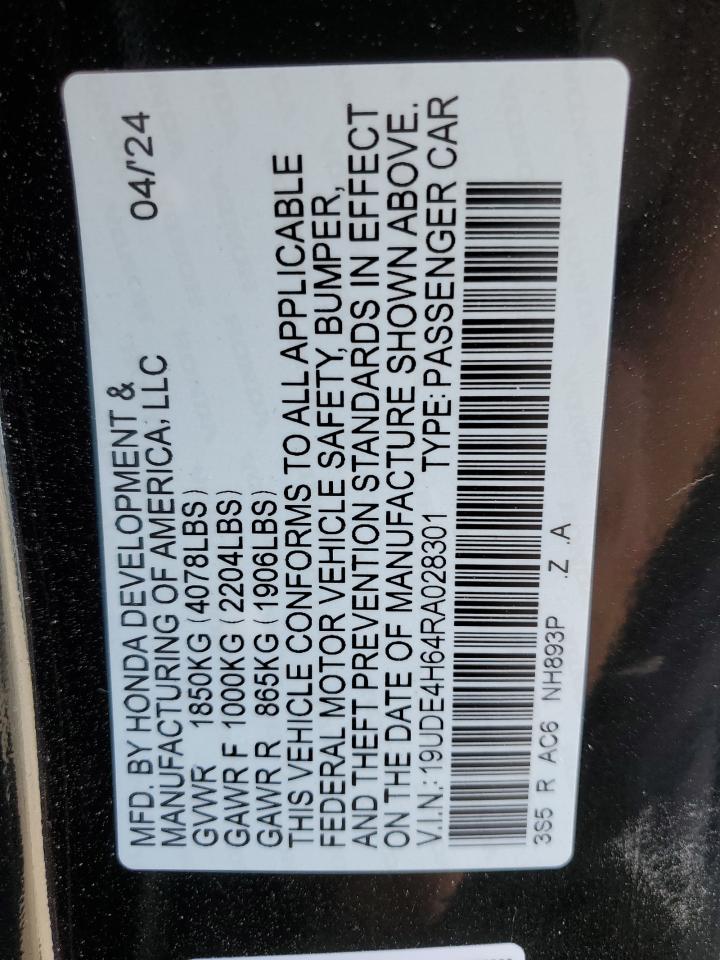 MFD. BY HONDA DEVELOPMENT & 04/'24
MANUFACTURING OF AMERICA, LLC
GVWR 1850KG (4078LBS)
GAWR F 1000KG (2204LBS)
GAWR R 865KG (1906LBS)
THIS VEHICLE CONFORMS TO ALL APPLICABLE
FEDERAL MOTOR VEHICLE SAFETY, BUMPER,
AND THEFT PREVENTION STANDARDS IN EFFECT
ON THE DATE OF MANUFACTURE SHOWN ABOVE.
V.I.N.: 19UDE4H64RA028301 TYPE: PASSENGER CAR
3S5 R AC6 NH893P .Z .A